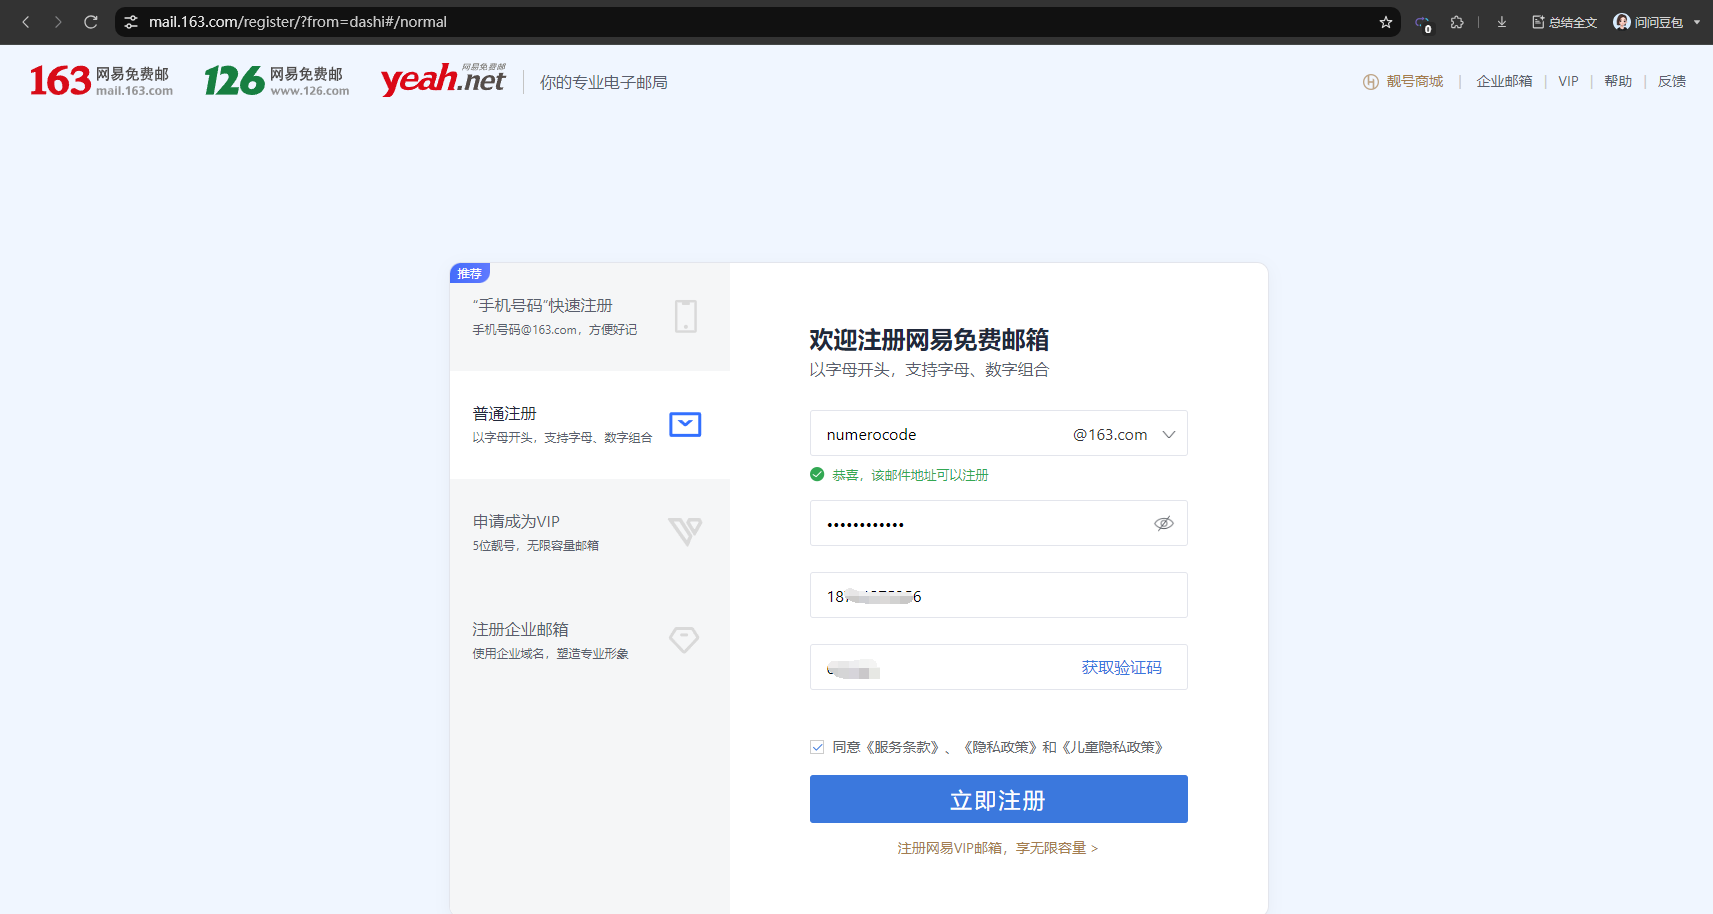 mail.163.com/register/?from=dashi#/normal
0
总结全文
问问豆包
163 网易免费邮
mail.163.com
126 网易免费邮
www.126.com
yeah.net 网易免费邮
你的专业电子邮局
靓号商城 | 企业邮箱 | VIP | 帮助 | 反馈
推荐
“手机号码”快速注册
手机号码@163.com，方便好记
普通注册
以字母开头，支持字母、数字组合
申请成为VIP
5位靓号，无限容量邮箱
注册企业邮箱
使用企业域名，塑造专业形象
欢迎注册网易免费邮箱
以字母开头，支持字母、数字组合
numerocode @163.com
恭喜，该邮件地址可以注册
••••••••••••
18 6
获取验证码
同意《服务条款》、《隐私政策》和《儿童隐私政策》
立即注册
注册网易VIP邮箱，享无限容量 >